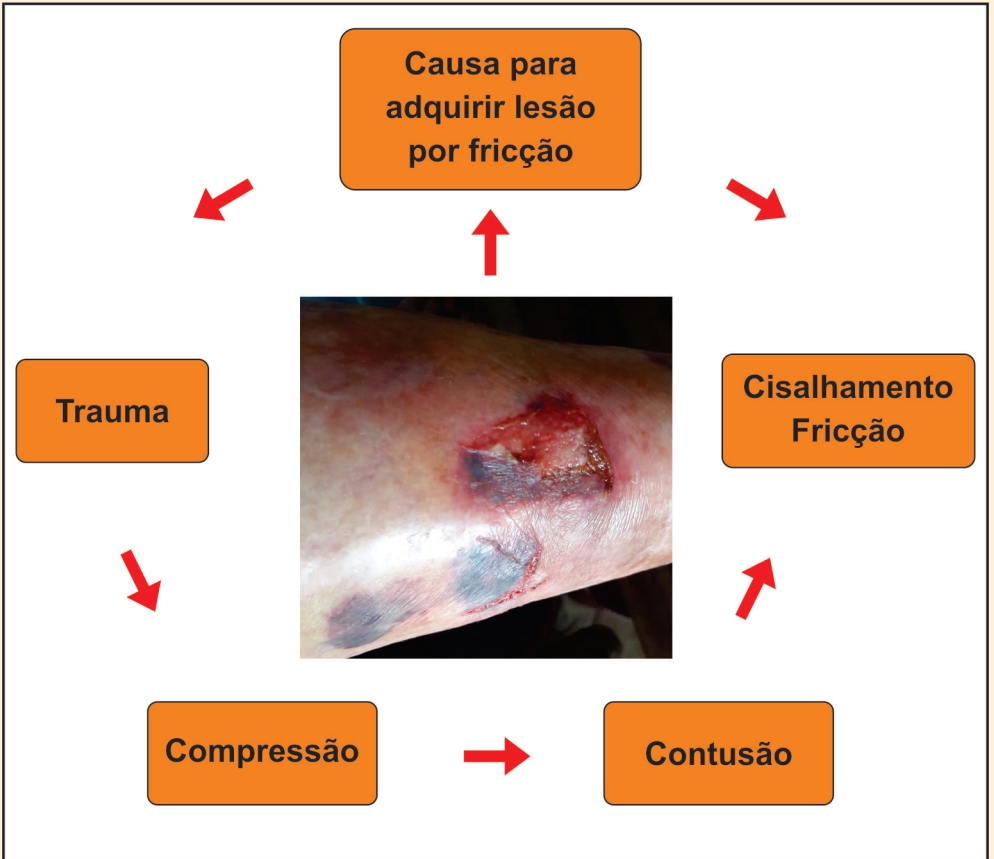 Causa para
adquirir lesão
por fricção
Trauma
Cisalhamento
Fricção
Compressão
Contusão